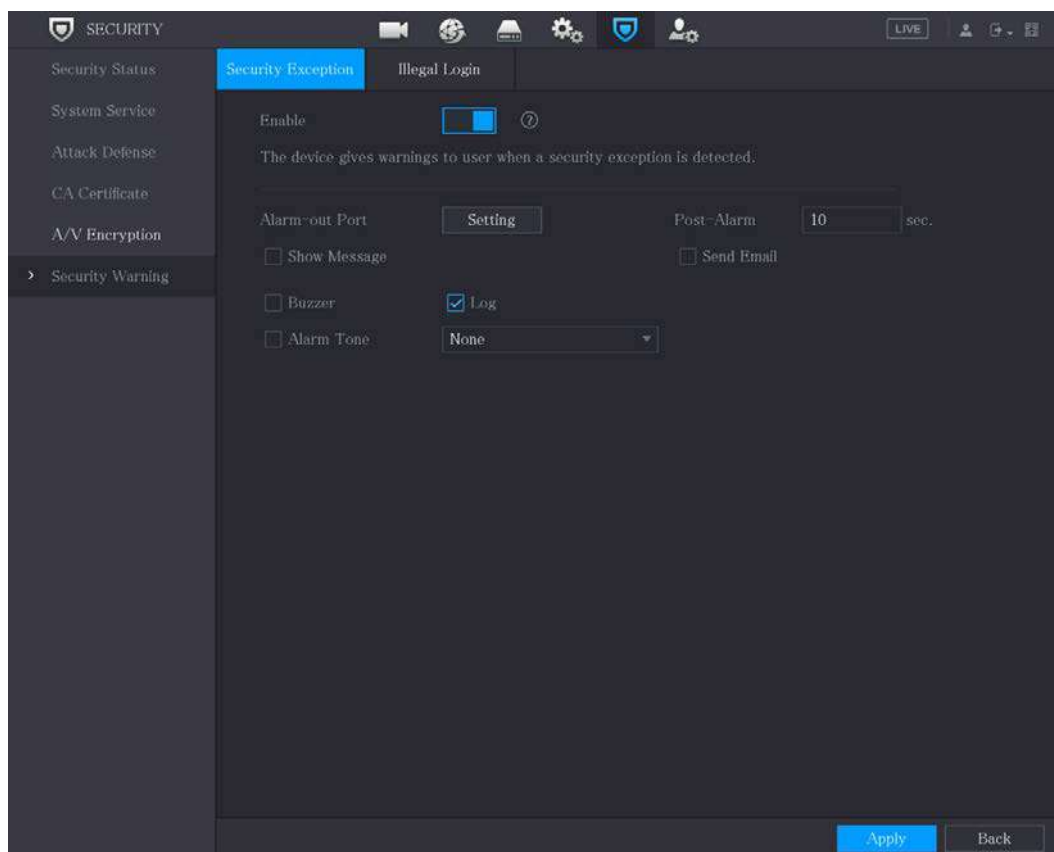 SECURITY
LIVE
Security Status
System Service
Attack Defense
CA Certificate
A/V Encryption
Security Warning
Security Exception Illegal Login
Enable ?
The device gives warnings to user when a security exception is detected.
Alarm-out Port Setting Post-Alarm 10 sec.
Show Message Send Email
Buzzer Log
Alarm Tone None
Apply Back